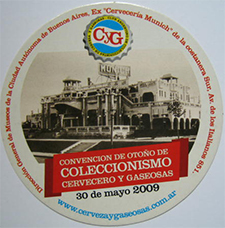 Dirección General de Museos de la Ciudad Autónoma de Buenos Aires. Ex "Cervecería Munich" de la costanera Sur, Av. de los Italianos 851.
CyG
MUNICH
CONVENCION DE OTOÑO DE
COLECCIONISMO
CERVECERO Y GASEOSAS
30 de mayo 2009
www.cervezaygaseosas.com.ar